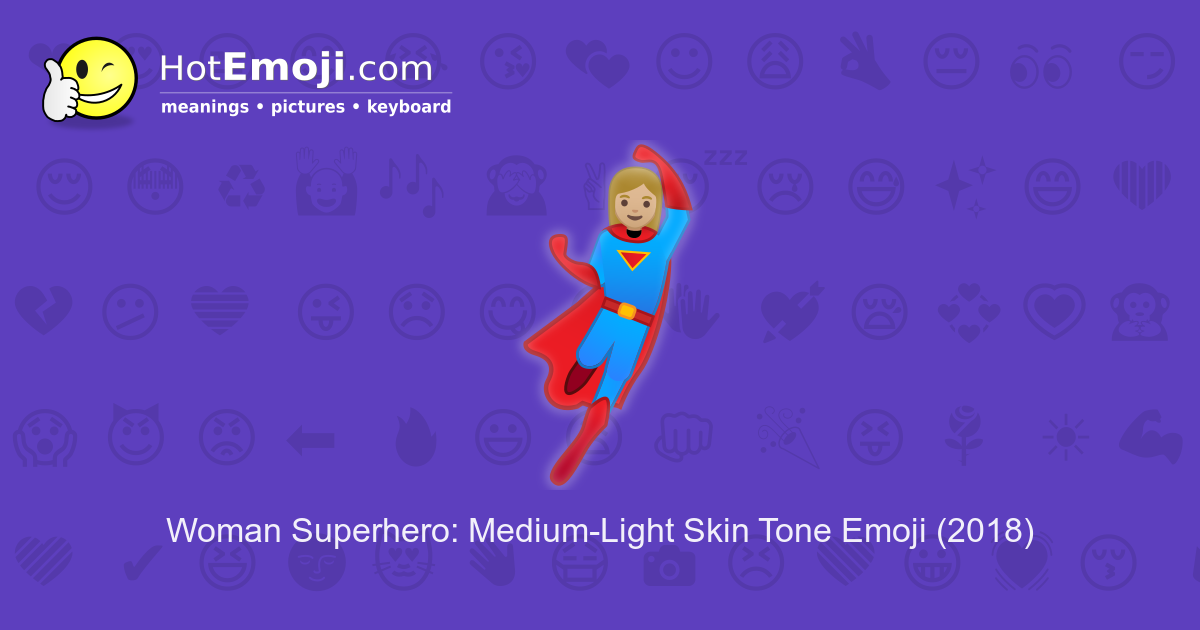 HotEmoji.com
meanings • pictures • keyboard
zzz
Woman Superhero: Medium-Light Skin Tone Emoji (2018)